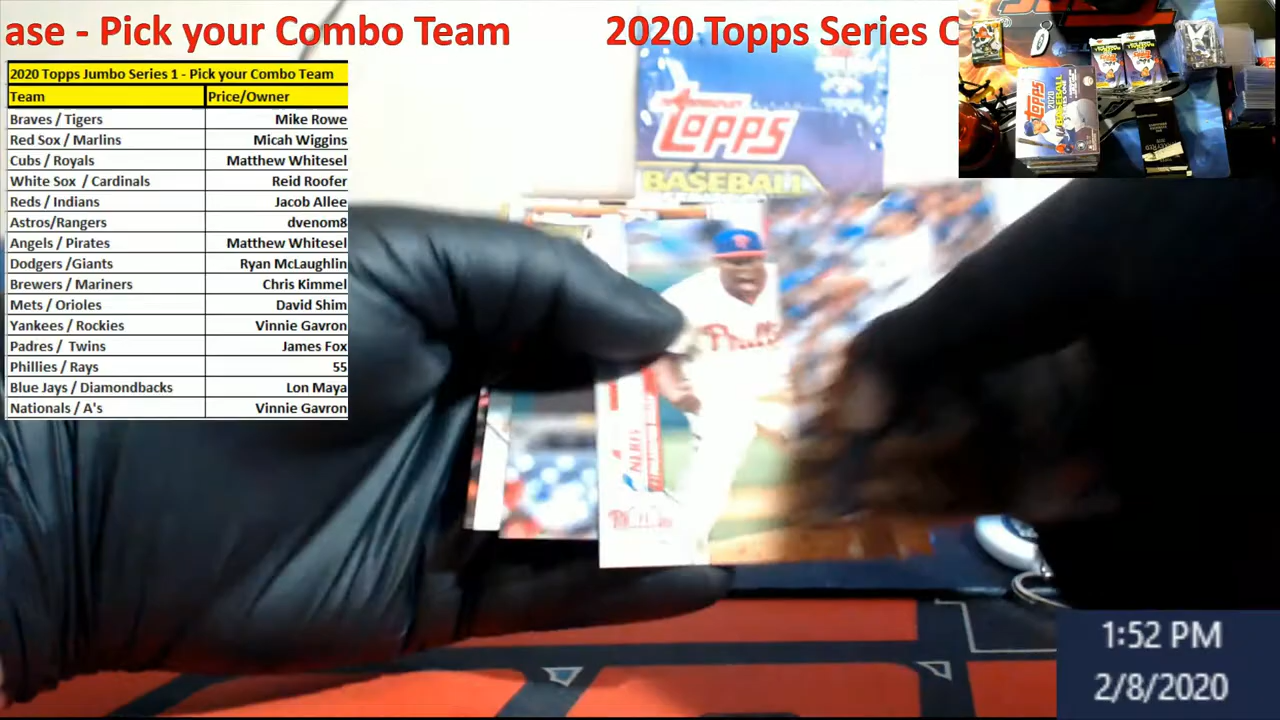 ase - Pick your Combo Team 2020 Topps Series C
2020 Topps Jumbo Series 1 - Pick your Combo Team
Team Price/Owner
Braves / Tigers Mike Rowe
Red Sox / Marlins Micah Wiggins
Cubs / Royals Matthew Whitesel
White Sox / Cardinals Reid Roofer
Reds / Indians Jacob Allee
Astros/Rangers dvenom8
Angels / Pirates Matthew Whitesel
Dodgers /Giants Ryan McLaughlin
Brewers / Mariners Chris Kimmel
Mets / Orioles David Shim
Yankees / Rockies Vinnie Gavron
Padres / Twins James Fox
Phillies / Rays 55
Blue Jays / Diamondbacks Lon Maya
Nationals / A's Vinnie Gavron
Topps
BASEBALL
Topps
2020
BASEBALL
NERIS
1:52 PM
2/8/2020